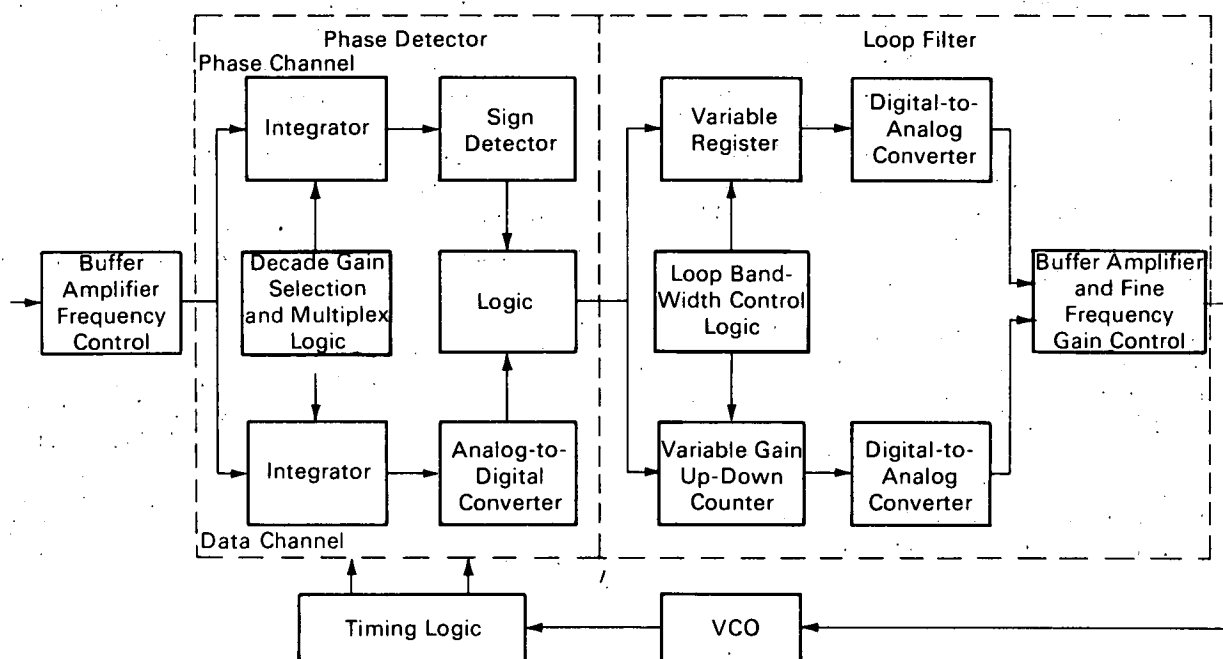 Phase Detector
Loop Filter
Phase Channel
Integrator
Sign
Detector
Variable
Register
Digital-to-
Analog
Converter
Buffer
Amplifier
Frequency
Control
Decade Gain
Selection
and Multiplex
Logic
Logic
Loop Band-
Width Control
Logic
Buffer Amplifier
and Fine
Frequency
Gain Control
Integrator
Analog-to-
Digital
Converter
Variable Gain
Up-Down
Counter
Digital-to-
Analog
Converter
Data Channel
Timing Logic
VCO